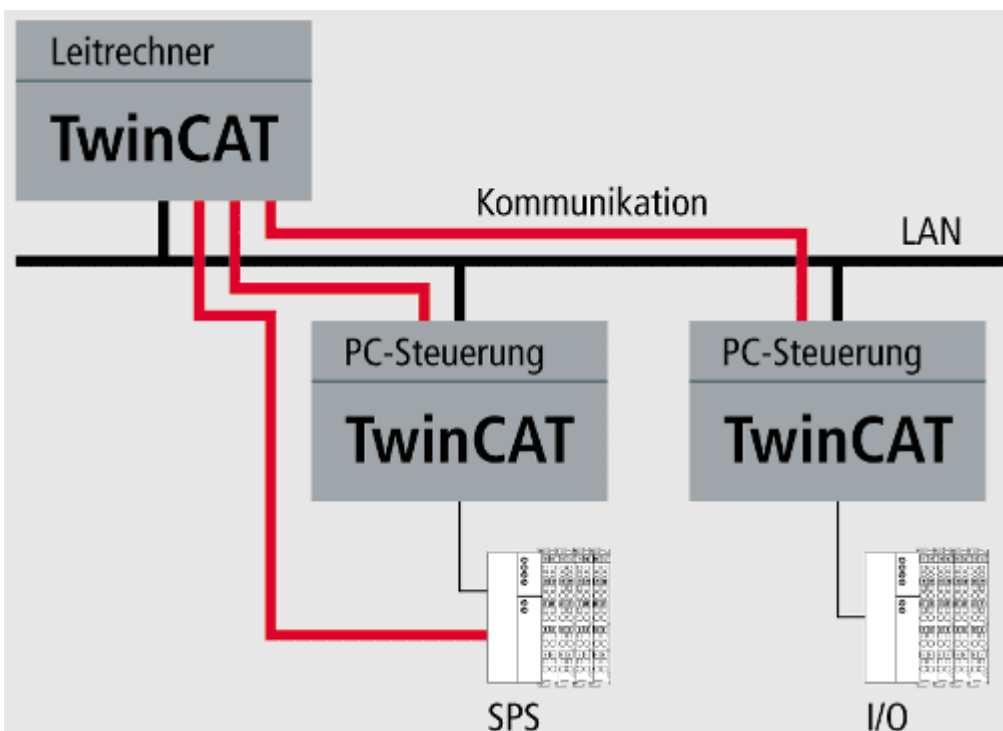 Leitrechner
TwinCAT
Kommunikation
LAN
PC-Steuerung
TwinCAT
PC-Steuerung
TwinCAT
SPS
I/O